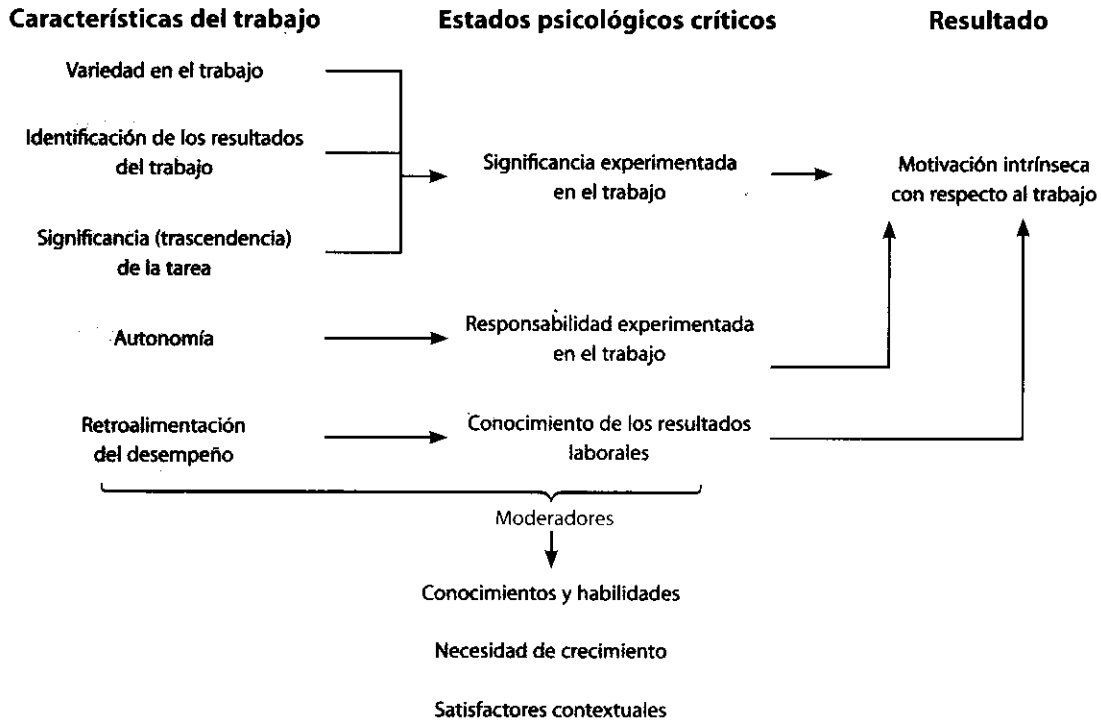 Características del trabajo
Estados psicológicos críticos
Resultado
Variedad en el trabajo
Identificación de los resultados
del trabajo
Significancia (trascendencia)
de la tarea
Significancia experimentada
en el trabajo
Motivación intrínseca
con respecto al trabajo
Autonomía
Responsabilidad experimentada
en el trabajo
Retroalimentación
del desempeño
Conocimiento de los resultados
laborales
Moderadores
Conocimientos y habilidades
Necesidad de crecimiento
Satisfactores contextuales